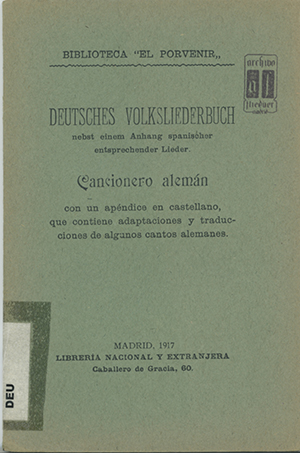 BIBLIOTECA "EL PORVENIR„
archivo
fliedner
madrid
DEUTSCHES VOLKSLIEDERBUCH
nebst einem Anhang spanischer
entsprechender Lieder.
Cancionero alemán
con un apéndice en castellano,
que contiene adaptaciones y traduc-
ciones de algunos cantos alemanes.
MADRID, 1917
LIBRERÍA NACIONAL Y EXTRANJERA
Caballero de Gracia, 60.
DEU